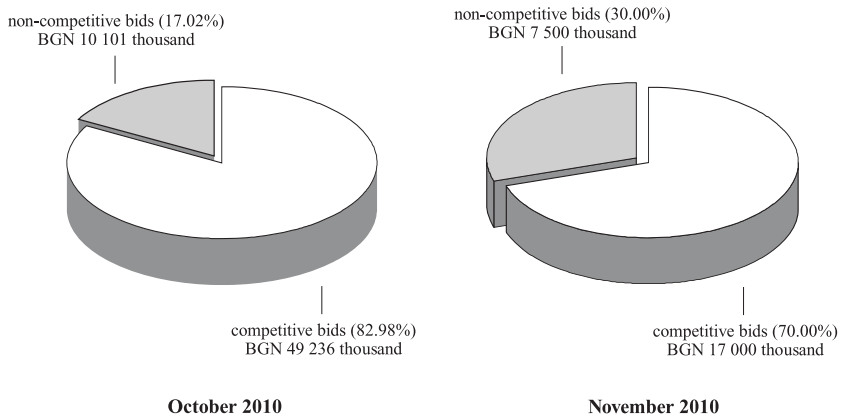 non-competitive bids (17.02%)
BGN 10 101 thousand
competitive bids (82.98%)
BGN 49 236 thousand
October 2010
non-competitive bids (30.00%)
BGN 7 500 thousand
competitive bids (70.00%)
BGN 17 000 thousand
November 2010